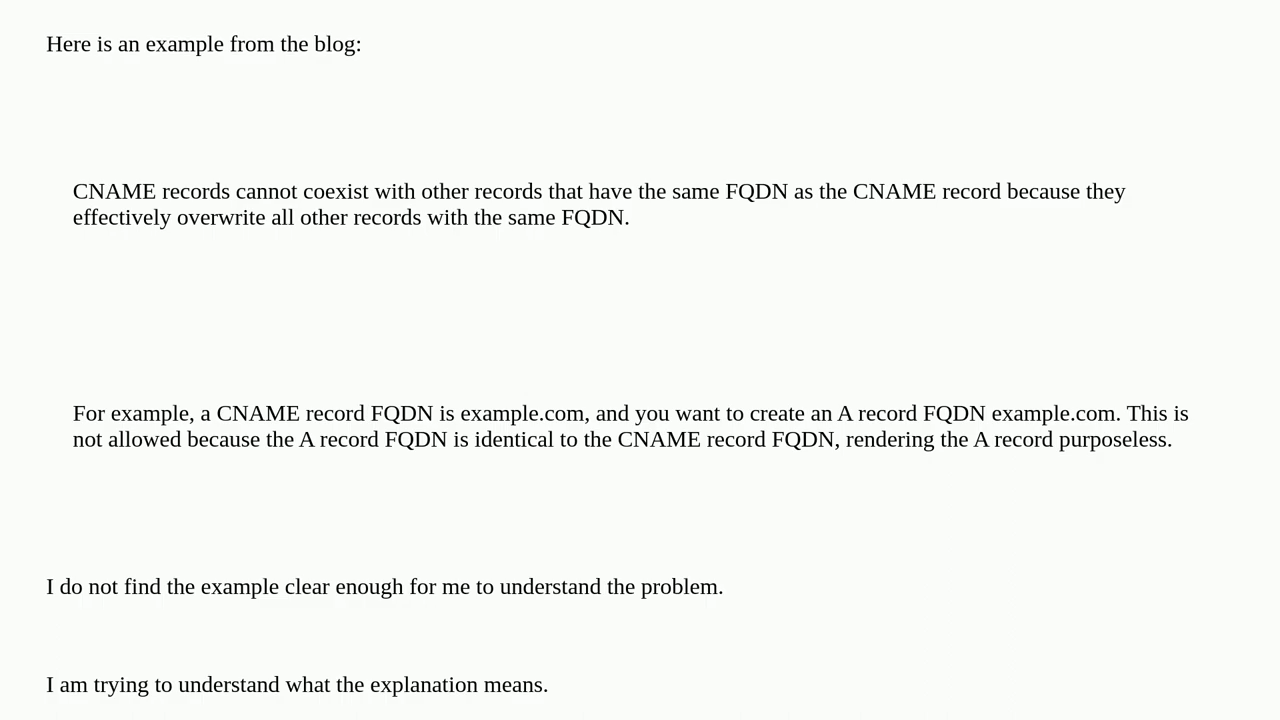 Here is an example from the blog:
CNAME records cannot coexist with other records that have the same FQDN as the CNAME record because they
effectively overwrite all other records with the same FQDN.
For example, a CNAME record FQDN is example.com, and you want to create an A record FQDN example.com. This is
not allowed because the A record FQDN is identical to the CNAME record FQDN, rendering the A record purposeless.
I do not find the example clear enough for me to understand the problem.
I am trying to understand what the explanation means.